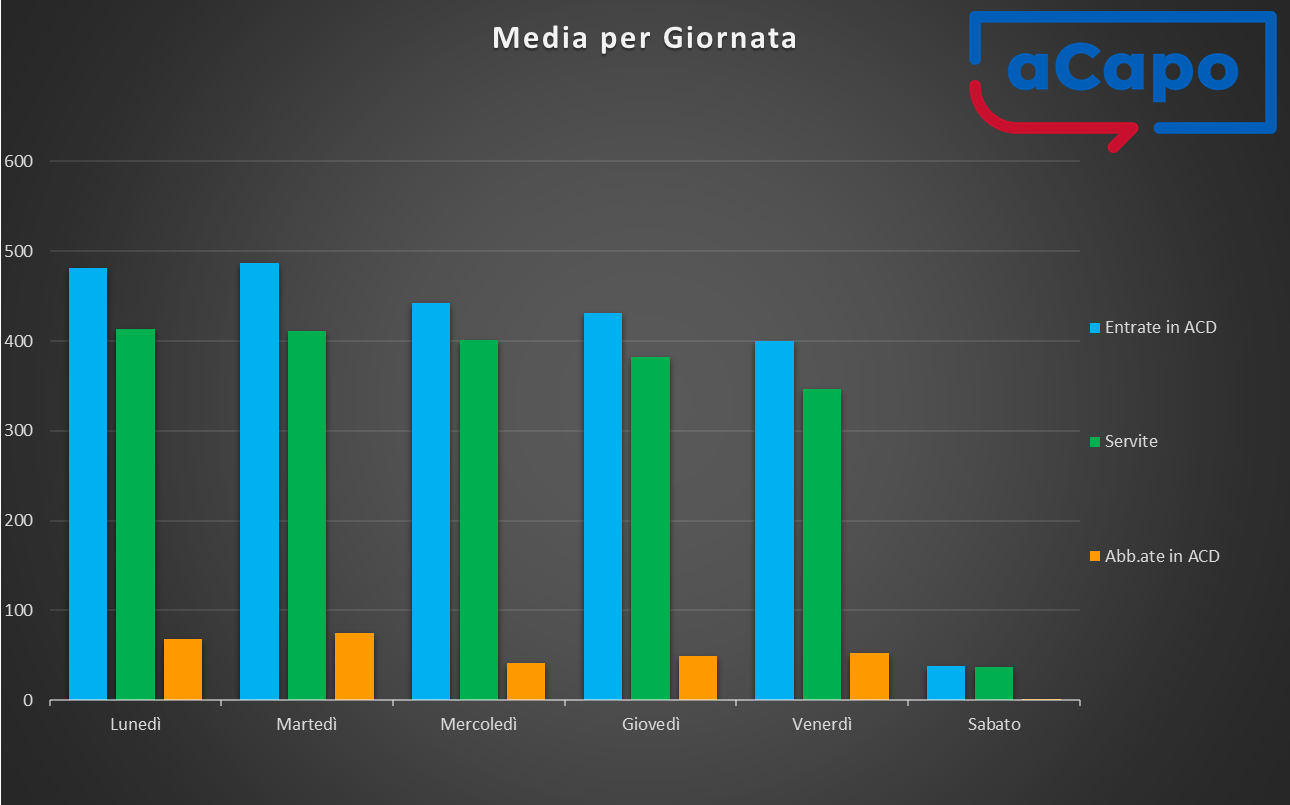 Media per Giornata
aCapo
600
500
400
300
200
100
0
Lunedì
Martedì
Mercoledì
Giovedì
Venerdì
Sabato
Entrate in ACD
Servite
Abb.ate in ACD